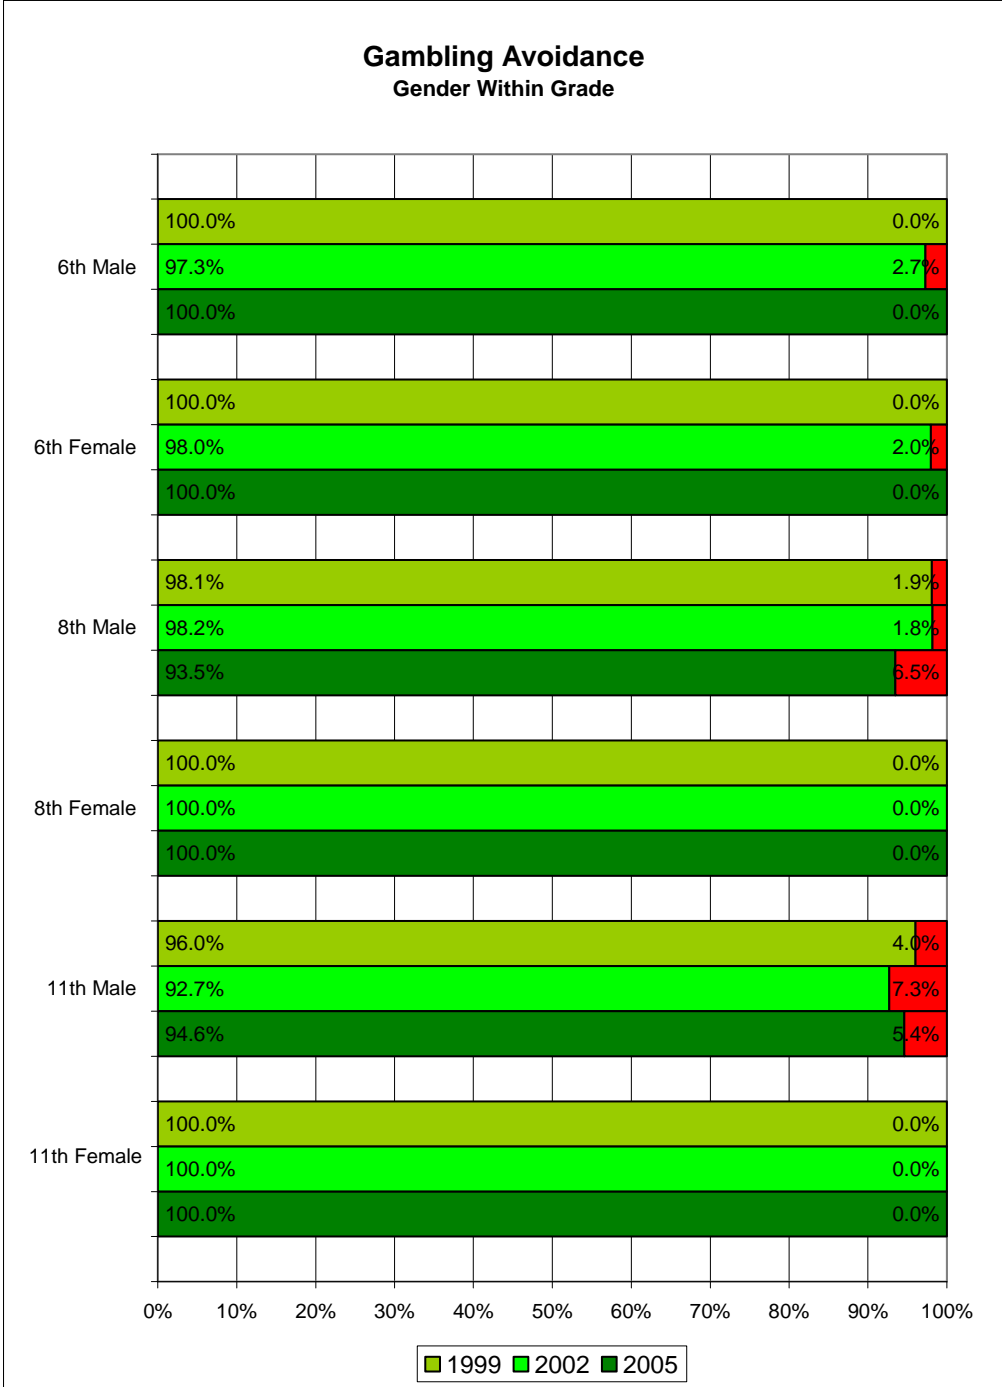 Gambling Avoidance
Gender Within Grade
100.0% 0.0%
6th Male 97.3% 2.7%
100.0% 0.0%
100.0% 0.0%
6th Female 98.0% 2.0%
100.0% 0.0%
98.1% 1.9%
8th Male 98.2% 1.8%
93.5% 6.5%
100.0% 0.0%
8th Female 100.0% 0.0%
100.0% 0.0%
96.0% 4.0%
11th Male 92.7% 7.3%
94.6% 5.4%
100.0% 0.0%
11th Female 100.0% 0.0%
100.0% 0.0%
0% 10% 20% 30% 40% 50% 60% 70% 80% 90% 100%
1999 2002 2005